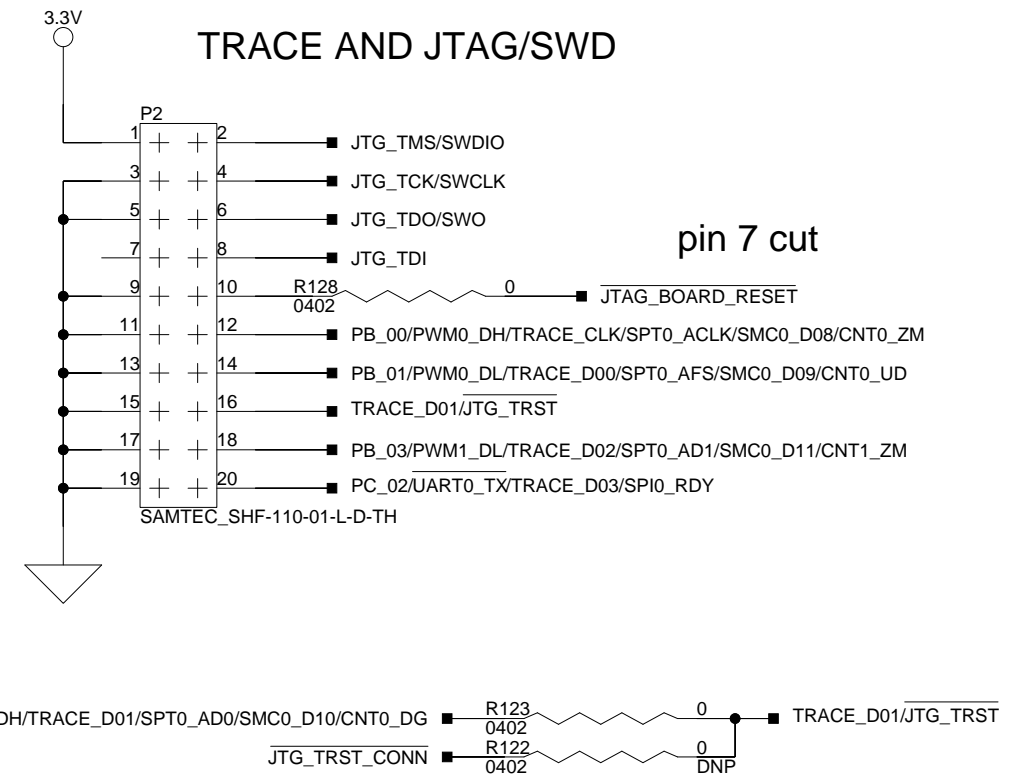 3.3V
TRACE AND JTAG/SWD
P2
1 2 JTG_TMS/SWDIO
3 4 JTG_TCK/SWCLK
5 6 JTG_TDO/SWO
pin 7 cut
7 8 JTG_TDI
9 10 R128 0 JTAG_BOARD_RESET
0402
11 12 PB_00/PWM0_DH/TRACE_CLK/SPT0_ACLK/SMC0_D08/CNT0_ZM
13 14 PB_01/PWM0_DL/TRACE_D00/SPT0_AFS/SMC0_D09/CNT0_UD
15 16 TRACE_D01/JTG_TRST
17 18 PB_03/PWM1_DL/TRACE_D02/SPT0_AD1/SMC0_D11/CNT1_ZM
19 20 PC_02/UART0_TX/TRACE_D03/SPI0_RDY
SAMTEC_SHF-110-01-L-D-TH
DH/TRACE_D01/SPT0_AD0/SMC0_D10/CNT0_DG R123 0 TRACE_D01/JTG_TRST
0402
JTG_TRST_CONN R122 0
0402 DNP